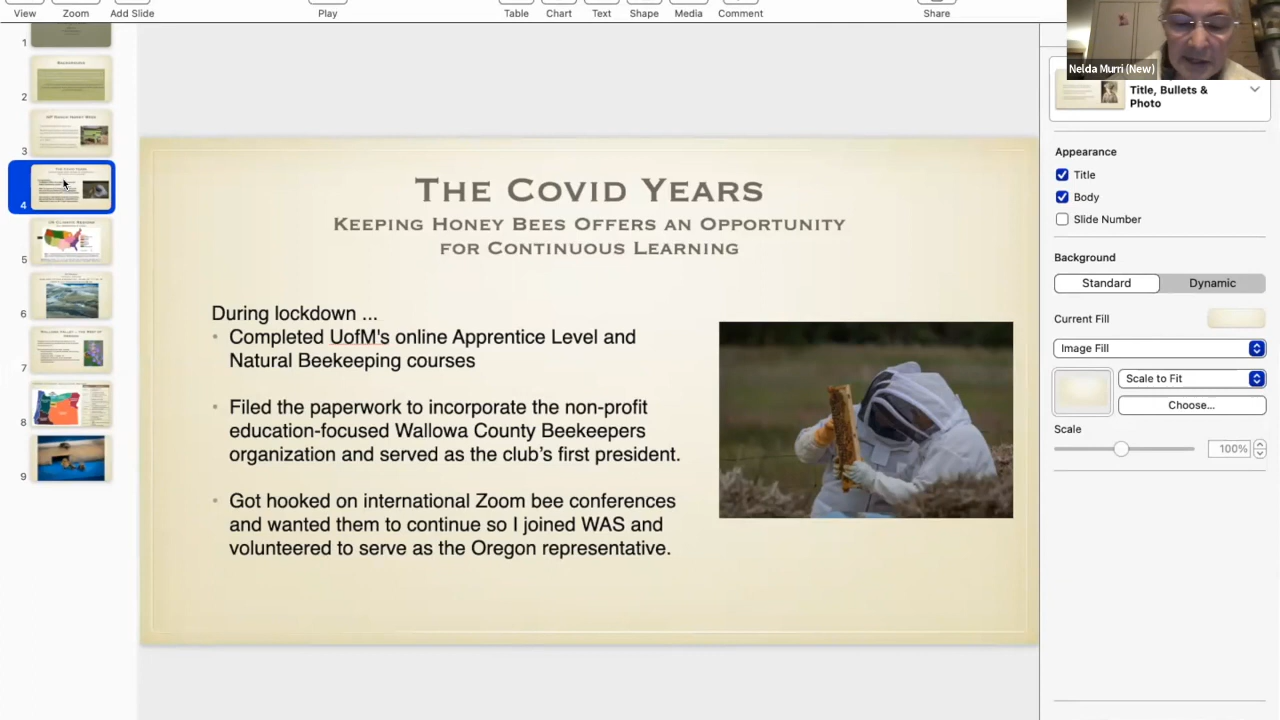 View Zoom Add Slide Play Table Chart Text Shape Media Comment Share
Nelda Murri (New)
1
2
3
4
5
6
7
8
9
The Covid Years
Keeping Honey Bees Offers an Opportunity
for Continuous Learning
During lockdown ...
• Completed UofM's online Apprentice Level and
Natural Beekeeping courses
• Filed the paperwork to incorporate the non-profit
education-focused Wallowa County Beekeepers
organization and served as the club’s first president.
• Got hooked on international Zoom bee conferences
and wanted them to continue so I joined WAS and
volunteered to serve as the Oregon representative.
Title, Bullets &
Photo
Appearance
Title
Body
Slide Number
Background
Standard Dynamic
Current Fill
Image Fill
Scale to Fit
Choose...
Scale
100%